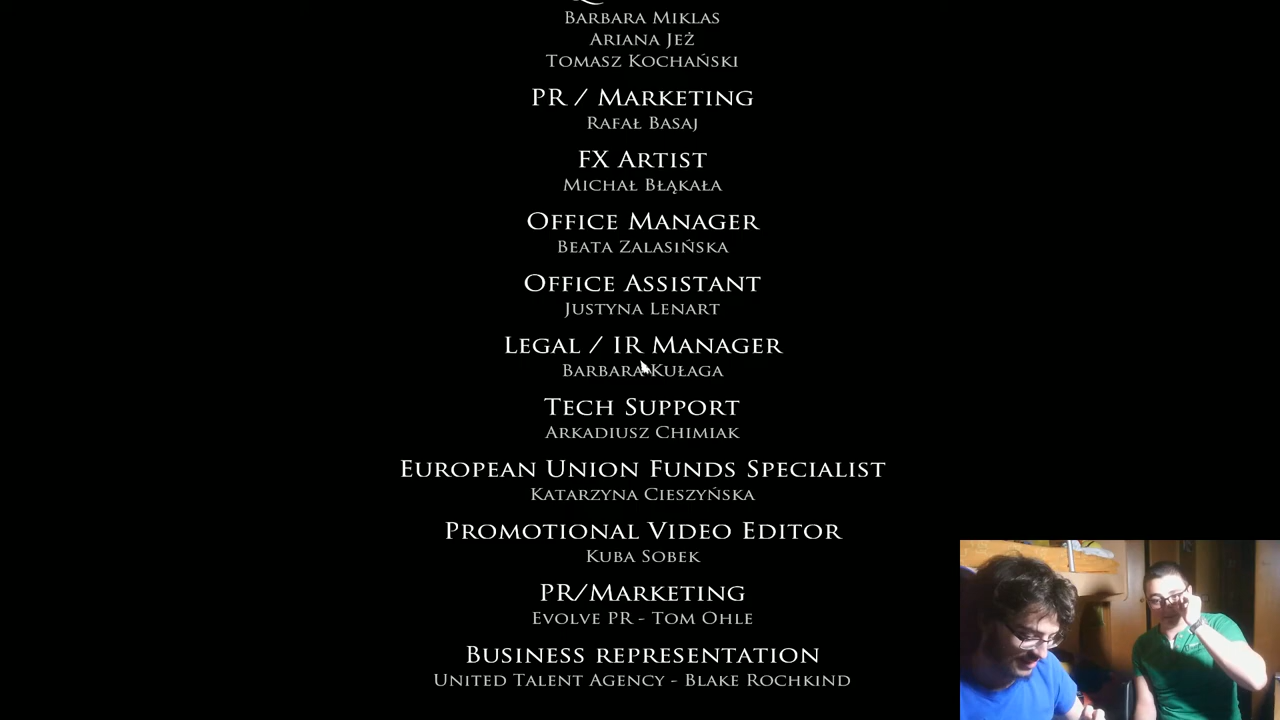 Barbara Miklas
Ariana Jeż
Tomasz Kochański
PR / Marketing
Rafał Basaj
FX Artist
Michał Błąkała
Office Manager
Beata Zalasińska
Office Assistant
Justyna Lenart
Legal / IR Manager
Barbara Kułaga
Tech Support
Arkadiusz Chimiak
European Union Funds Specialist
Katarzyna Cieszyńska
Promotional Video Editor
Kuba Sobek
PR/Marketing
Evolve PR - Tom Ohle
Business representation
United Talent Agency - Blake Rochkind